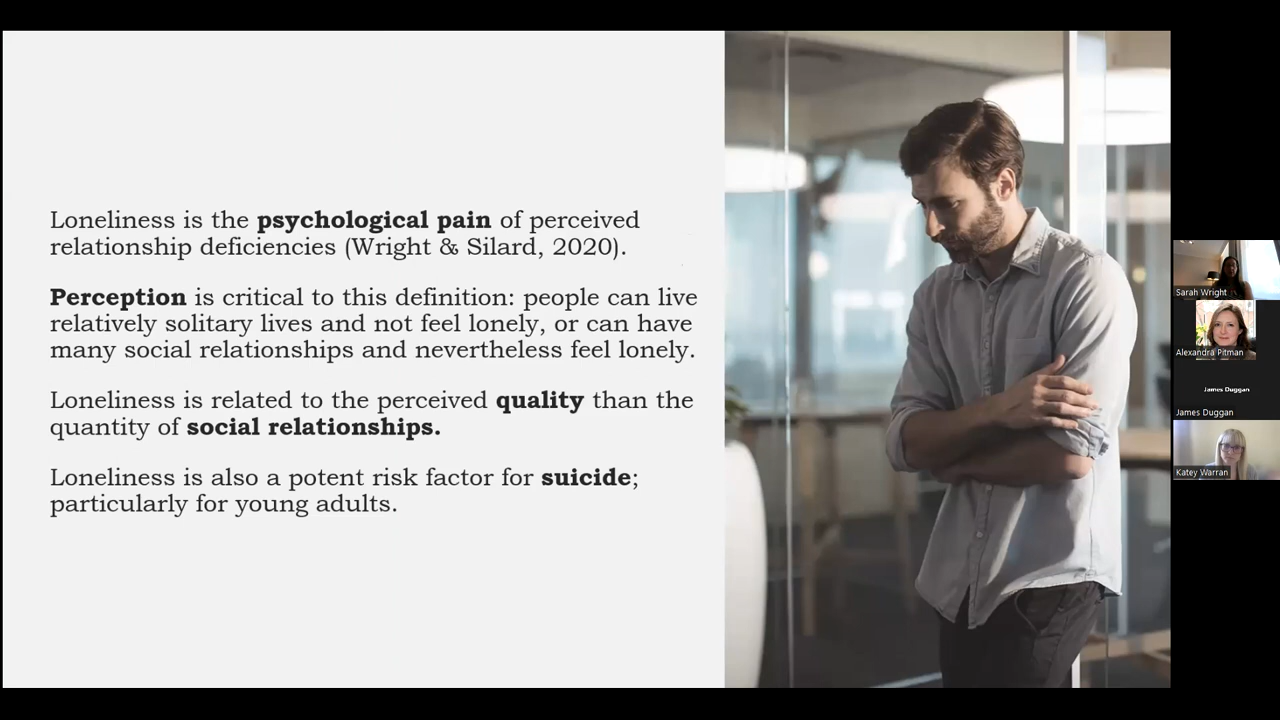 Loneliness is the psychological pain of perceived
relationship deficiencies (Wright & Silard, 2020).
Perception is critical to this definition: people can live
relatively solitary lives and not feel lonely, or can have
many social relationships and nevertheless feel lonely.
Loneliness is related to the perceived quality than the
quantity of social relationships.
Loneliness is also a potent risk factor for suicide;
particularly for young adults.
Sarah Wright
Alexandra Pitman
James Duggan
James Duggan
Katey Warran